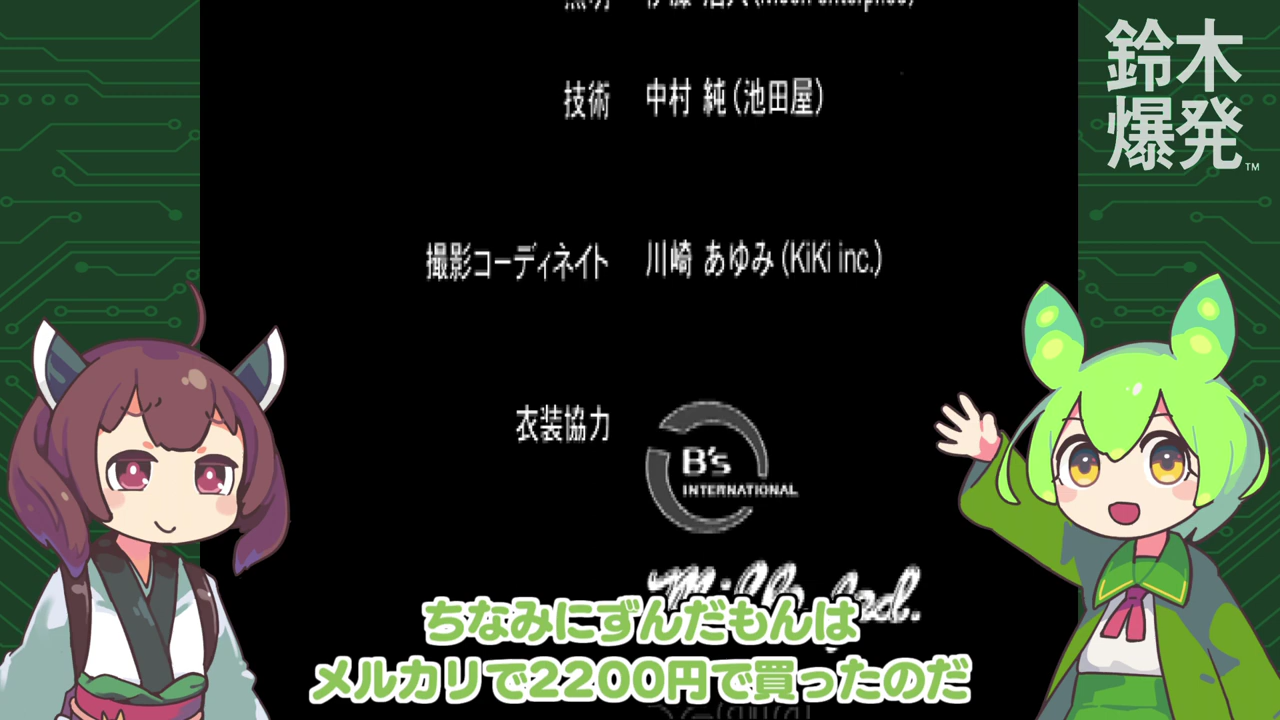 鈴木
爆発™
技術 中村 純(池田屋)
撮影コーディネイト 川崎 あゆみ(KiKi inc.)
衣装協力
B's
INTERNATIONAL
ちなみにずんだもんは
メルカリで2200円で買ったのだ